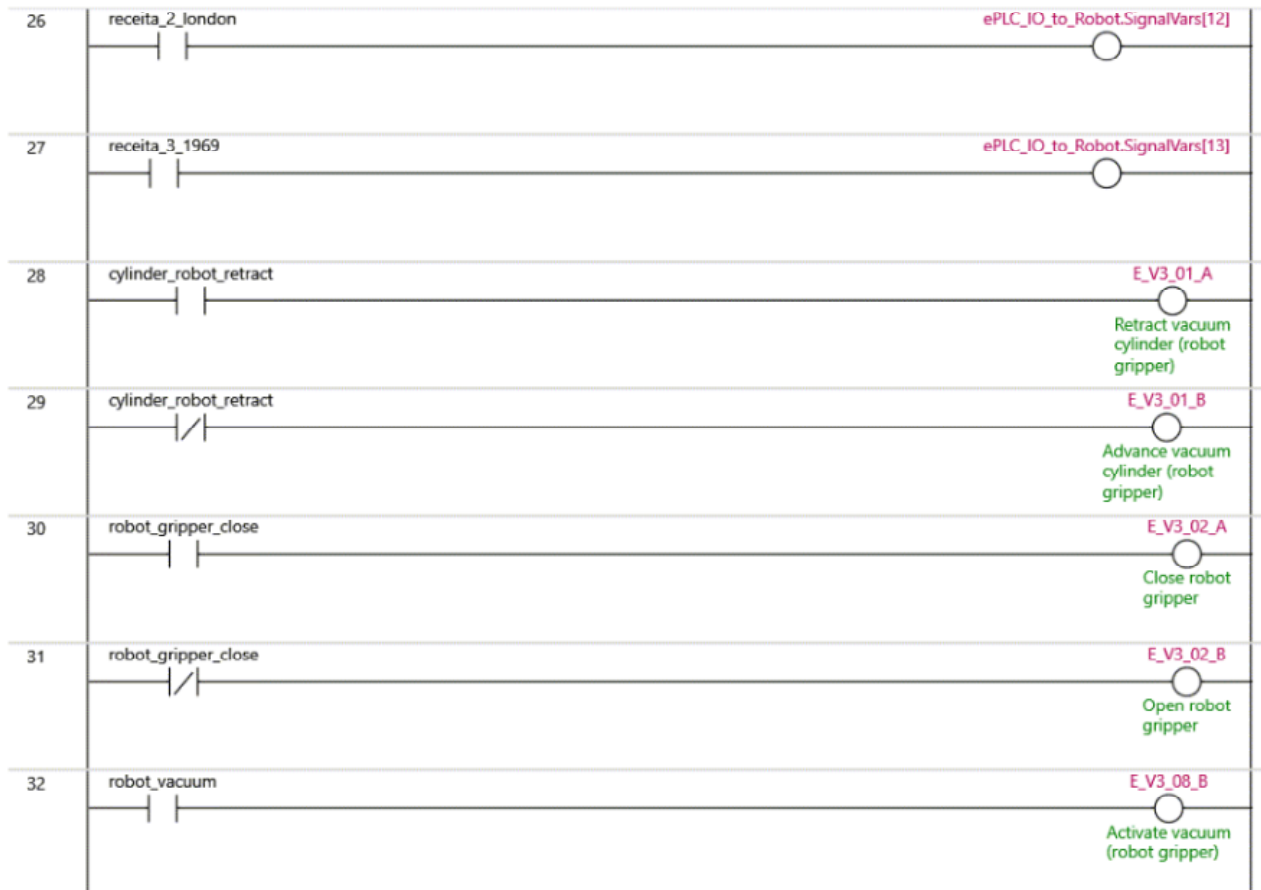 26
receita_2_london
ePLC_IO_to_Robot.SignalVars[12]
27
receita_3_1969
ePLC_IO_to_Robot.SignalVars[13]
28
cylinder_robot_retract
E_V3_01_A
Retract vacuum
cylinder (robot
gripper)
29
cylinder_robot_retract
E_V3_01_B
Advance vacuum
cylinder (robot
gripper)
30
robot_gripper_close
E_V3_02_A
Close robot
gripper
31
robot_gripper_close
E_V3_02_B
Open robot
gripper
32
robot_vacuum
E_V3_08_B
Activate vacuum
(robot gripper)